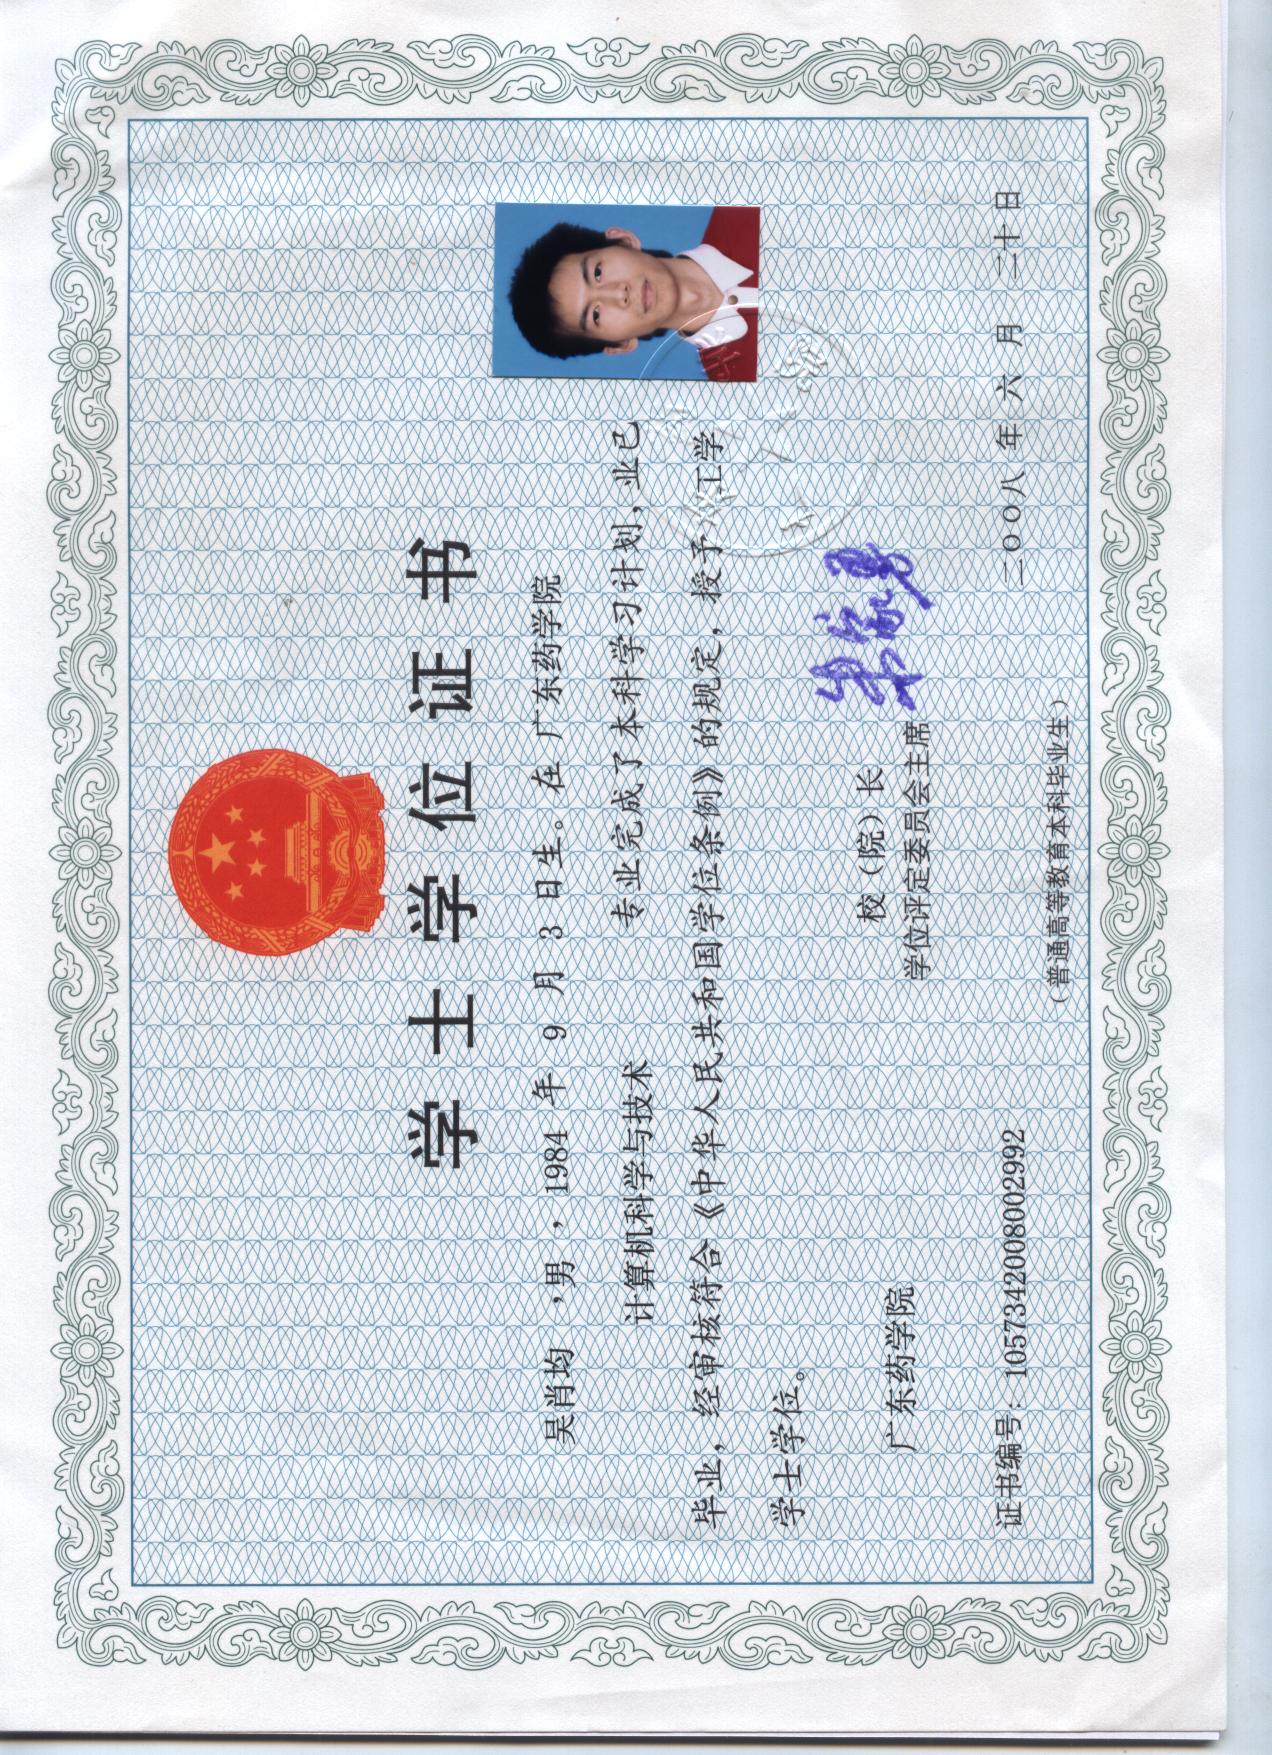 学士学位证书
吴肖均 ,男 , 1984 年 9 月 3 日生。在 广东药学院
计算机科学与技术 专业完成了本科学习计划，业已
毕业，经审核符合《中华人民共和国学位条例》的规定，授予 工学
学士学位。
广东药学院
校（院）长
学位评定委员会主席
证书编号：1057342008002992
二〇〇八 年 六 月 二十 日
（普通高等教育本科毕业生）